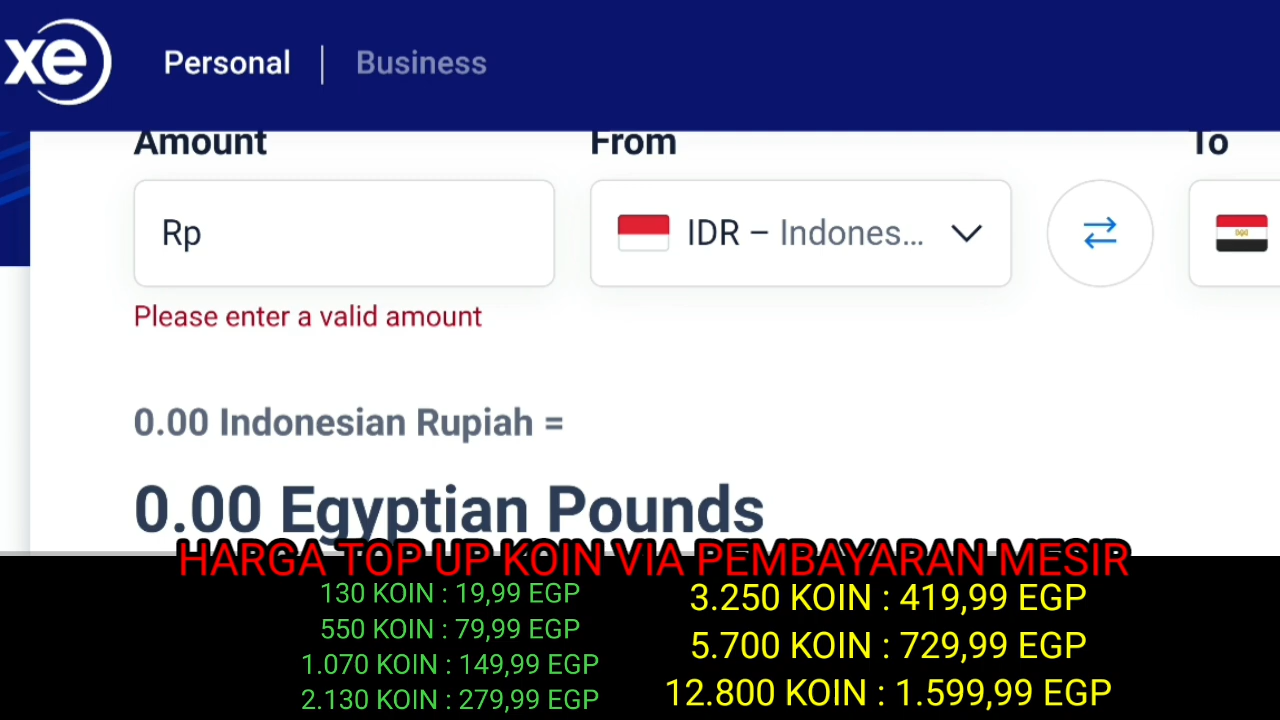 xe Personal | Business
Amount From To
Rp IDR – Indones...
Please enter a valid amount
0.00 Indonesian Rupiah =
0.00 Egyptian Pounds
HARGA TOP UP KOIN VIA PEMBAYARAN MESIR
130 KOIN : 19,99 EGP
550 KOIN : 79,99 EGP
1.070 KOIN : 149,99 EGP
2.130 KOIN : 279,99 EGP
3.250 KOIN : 419,99 EGP
5.700 KOIN : 729,99 EGP
12.800 KOIN : 1.599,99 EGP